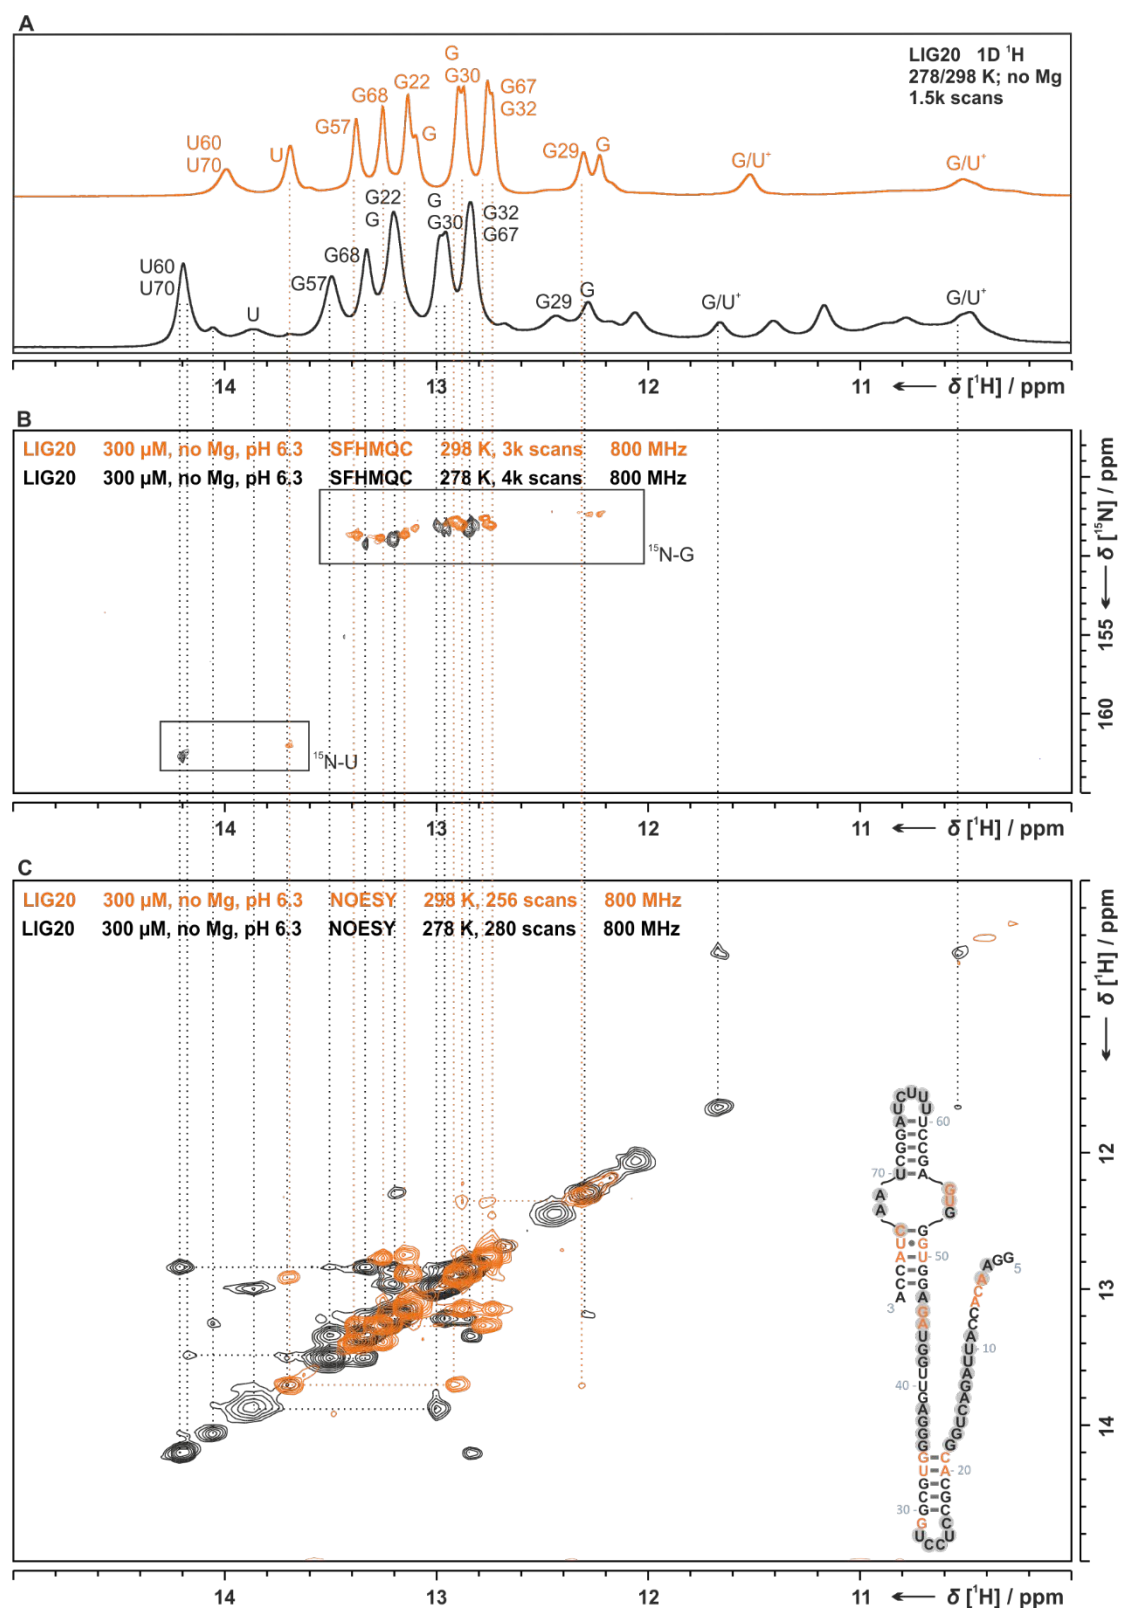 A
LIG20 1D ¹H
278/298 K; no Mg
1.5k scans
U60
U70
U
G57
G68
G22
G
G
G30
G67
G32
G29
G
G/U⁺
G/U⁺
U60
U70
U
G57
G68
G22
G
G
G30
G32
G67
G29
G
G/U⁺
G/U⁺
14 13 12 11 δ [¹H] / ppm
B
LIG20 300 µM, no Mg, pH 6.3 SFHMQC 298 K, 3k scans 800 MHz
LIG20 300 µM, no Mg, pH 6.3 SFHMQC 278 K, 4k scans 800 MHz
¹⁵N-G
¹⁵N-U
155
160
δ [¹⁵N] / ppm
14 13 12 11 δ [¹H] / ppm
C
LIG20 300 µM, no Mg, pH 6.3 NOESY 298 K, 256 scans 800 MHz
LIG20 300 µM, no Mg, pH 6.3 NOESY 278 K, 280 scans 800 MHz
δ [¹H] / ppm
12
13
14
60
70
50
5
3
10
40
20
30
14 13 12 11 δ [¹H] / ppm